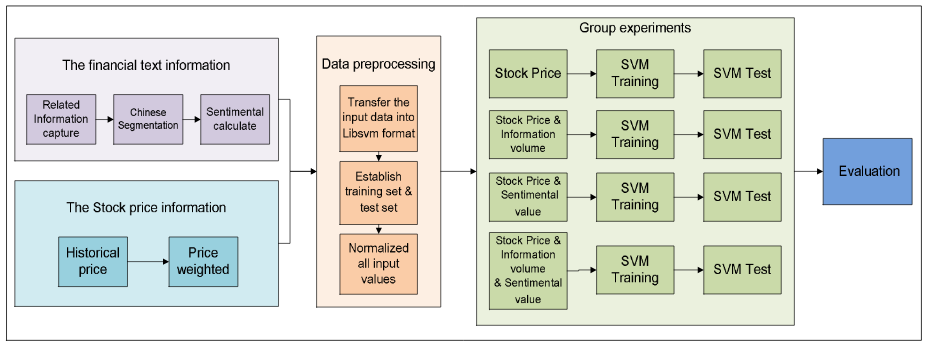 The financial text information
Related
Information
capture
Chinese
Segmentation
Sentimental
calculate
The Stock price information
Historical
price
Price
weighted
Data preprocessing
Transfer the
input data into
Libsvm format
Establish
training set &
test set
Normalized
all input
values
Group experiments
Stock Price
SVM
Training
SVM Test
Stock Price &
Information
volume
SVM
Training
SVM Test
Stock Price &
Sentimental
value
SVM
Training
SVM Test
Stock Price &
Information
volume
& Sentimental
value
SVM
Training
SVM Test
Evaluation